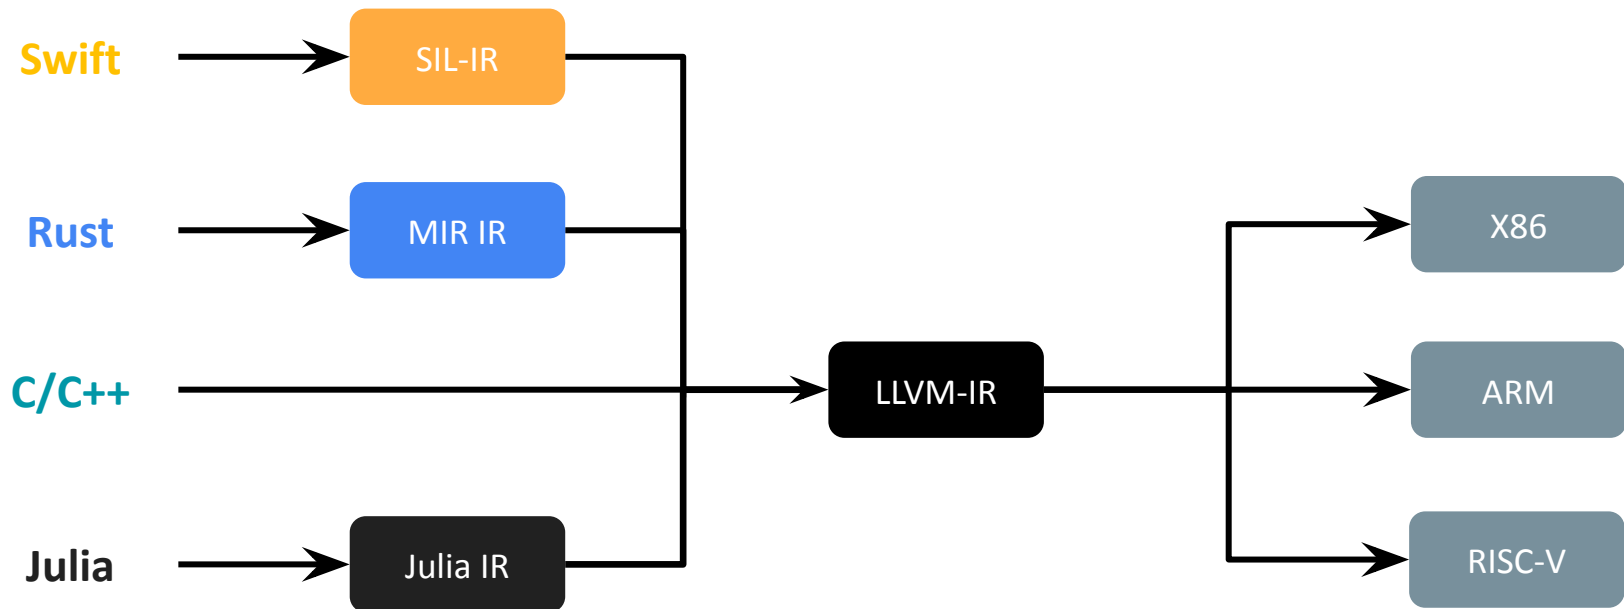 Swift
SIL-IR
Rust
MIR IR
X86
C/C++
LLVM-IR
ARM
Julia
Julia IR
RISC-V